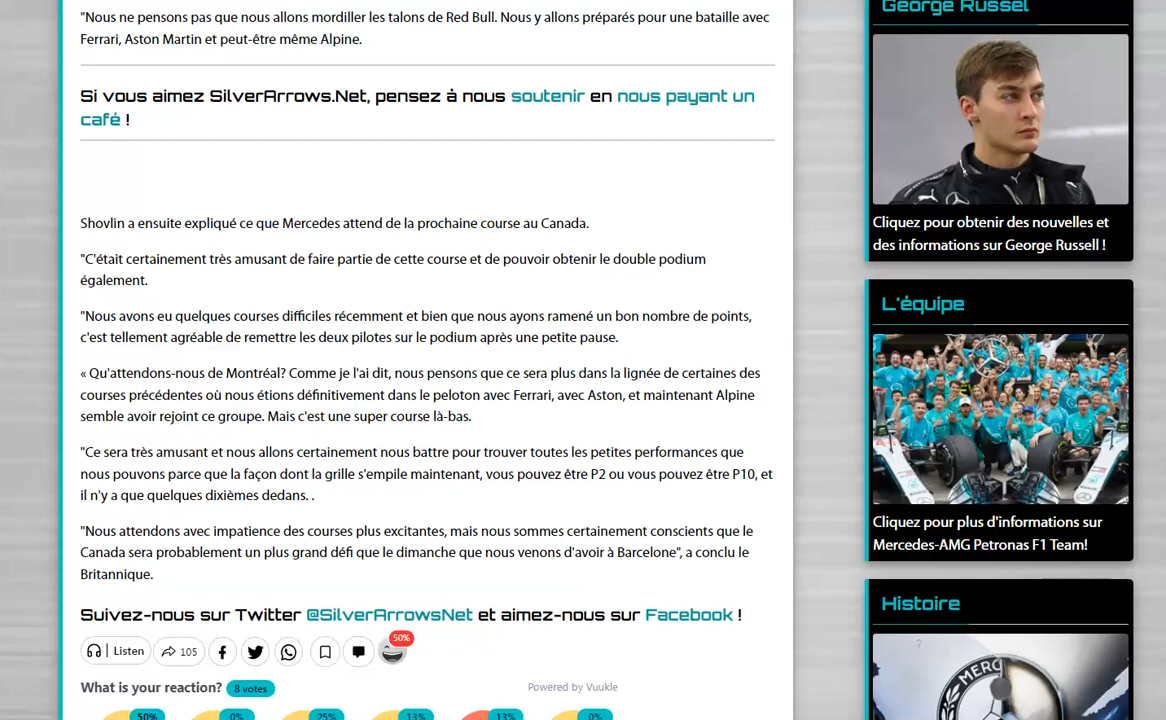 "Nous ne pensons pas que nous allons mordiller les talons de Red Bull. Nous y allons préparés pour une bataille avec
Ferrari, Aston Martin et peut-être même Alpine.
Si vous aimez SilverArrows.Net, pensez à nous soutenir en nous payant un
café !
Shovlin a ensuite expliqué ce que Mercedes attend de la prochaine course au Canada.
"C'était certainement très amusant de faire partie de cette course et de pouvoir obtenir le double podium
également.
"Nous avons eu quelques courses difficiles récemment et bien que nous ayons ramené un bon nombre de points,
c'est tellement agréable de remettre les deux pilotes sur le podium après une petite pause.
« Qu'attendons-nous de Montréal? Comme je l'ai dit, nous pensons que ce sera plus dans la lignée de certaines des
courses précédentes où nous étions définitivement dans le peloton avec Ferrari, avec Aston, et maintenant Alpine
semble avoir rejoint ce groupe. Mais c'est une super course là-bas.
"Ce sera très amusant et nous allons certainement nous battre pour trouver toutes les petites performances que
nous pouvons parce que la façon dont la grille s'empile maintenant, vous pouvez être P2 ou vous pouvez être P10, et
il n'y a que quelques dixièmes dedans. .
"Nous attendons avec impatience des courses plus excitantes, mais nous sommes certainement conscients que le
Canada sera probablement un plus grand défi que le dimanche que nous venons d'avoir à Barcelone", a conclu le
Britannique.
Suivez-nous sur Twitter @SilverArrowsNet et aimez-nous sur Facebook !
Listen
105
50%
What is your reaction? 8 votes
Powered by Vuukle
50%
0%
25%
13%
13%
0%
George Russel
Cliquez pour obtenir des nouvelles et
des informations sur George Russell !
L'équipe
Cliquez pour plus d'informations sur
Mercedes-AMG Petronas F1 Team!
Histoire
MERC